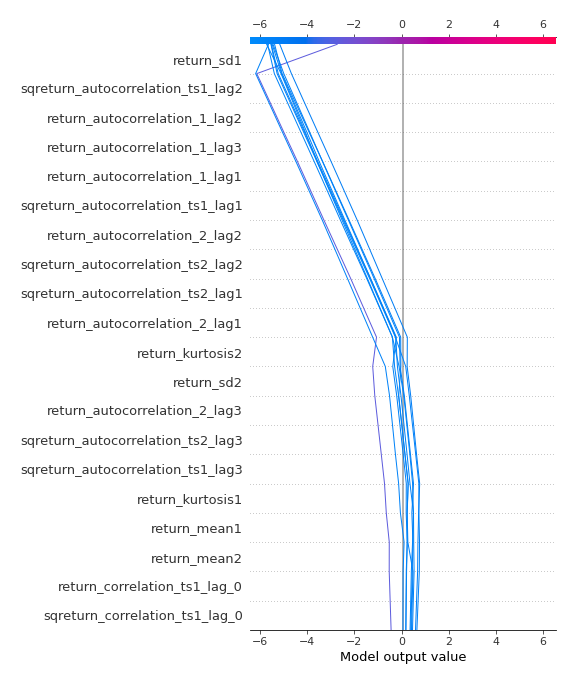 −6 −4 −2 0 2 4 6
return_sd1
sqreturn_autocorrelation_ts1_lag2
return_autocorrelation_1_lag2
return_autocorrelation_1_lag3
return_autocorrelation_1_lag1
sqreturn_autocorrelation_ts1_lag1
return_autocorrelation_2_lag2
sqreturn_autocorrelation_ts2_lag2
sqreturn_autocorrelation_ts2_lag1
return_autocorrelation_2_lag1
return_kurtosis2
return_sd2
return_autocorrelation_2_lag3
sqreturn_autocorrelation_ts2_lag3
sqreturn_autocorrelation_ts1_lag3
return_kurtosis1
return_mean1
return_mean2
return_correlation_ts1_lag_0
sqreturn_correlation_ts1_lag_0
−6 −4 −2 0 2 4 6
Model output value